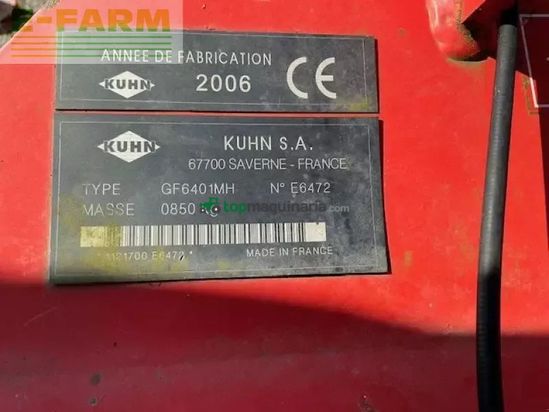 E-FARM
ANNEE DE FABRICATION
KUHN
2006
CE
KUHN
KUHN S.A.
67700 SAVERNE - FRANCE
TYPE GF6401MH N° E6472
MASSE 0850 KG
topmaquinaria.com
MADE IN FRANCE